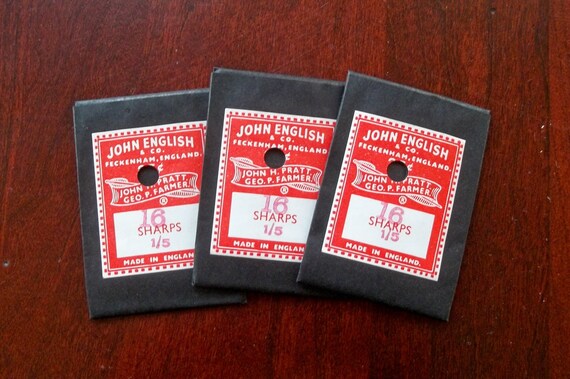 JOHN ENGLISH
& CO.
FECKENHAM, ENGLAND.
JOHN H. PRATT
GEO. P. FARMER
®
16
SHARPS
1/5
MADE IN ENGLAND.
JOHN ENGLISH
& CO.
FECKENHAM, ENGLAND.
JOHN H. PRATT
GEO. P. FARMER
®
16
SHARPS
1/5
MADE IN ENGLAND.
JOHN ENGLISH
& CO.
FECKENHAM, ENGLAND.
JOHN H. PRATT
GEO. P. FARMER
®
16
SHARPS
1/5
MADE IN ENGLAND.